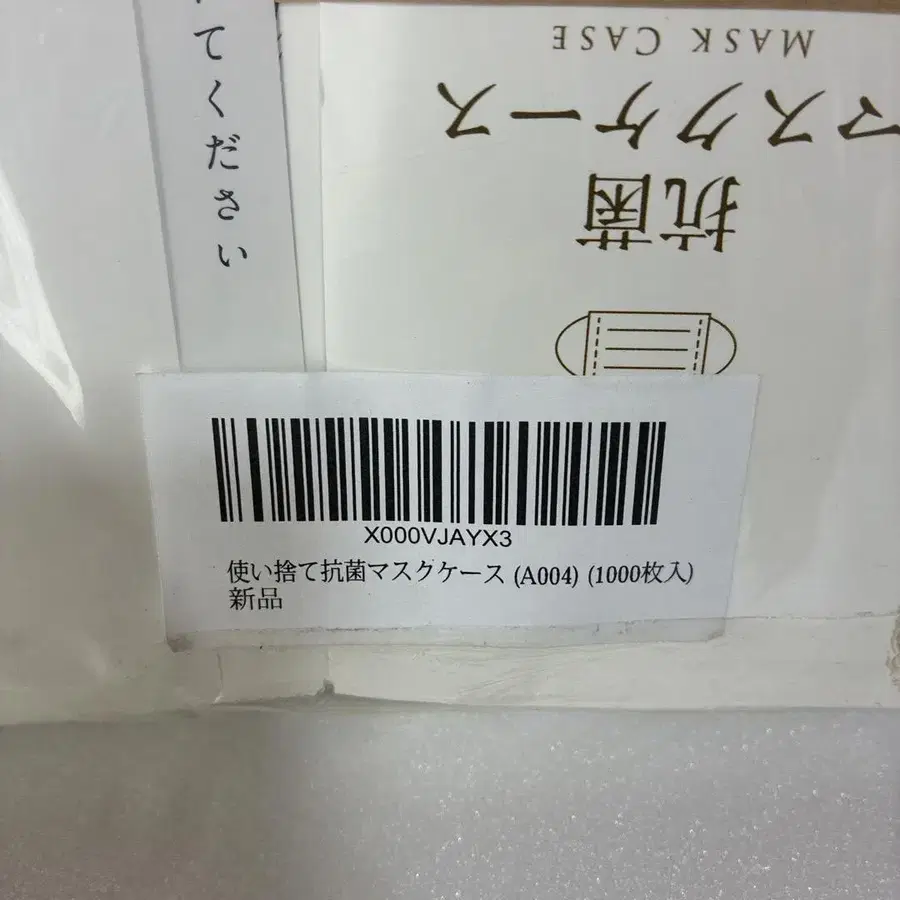 てください
MASK CASE
マスクケース
抗菌
X000VJAYX3
使い捨て抗菌マスクケース (A004) (1000枚入)
新品